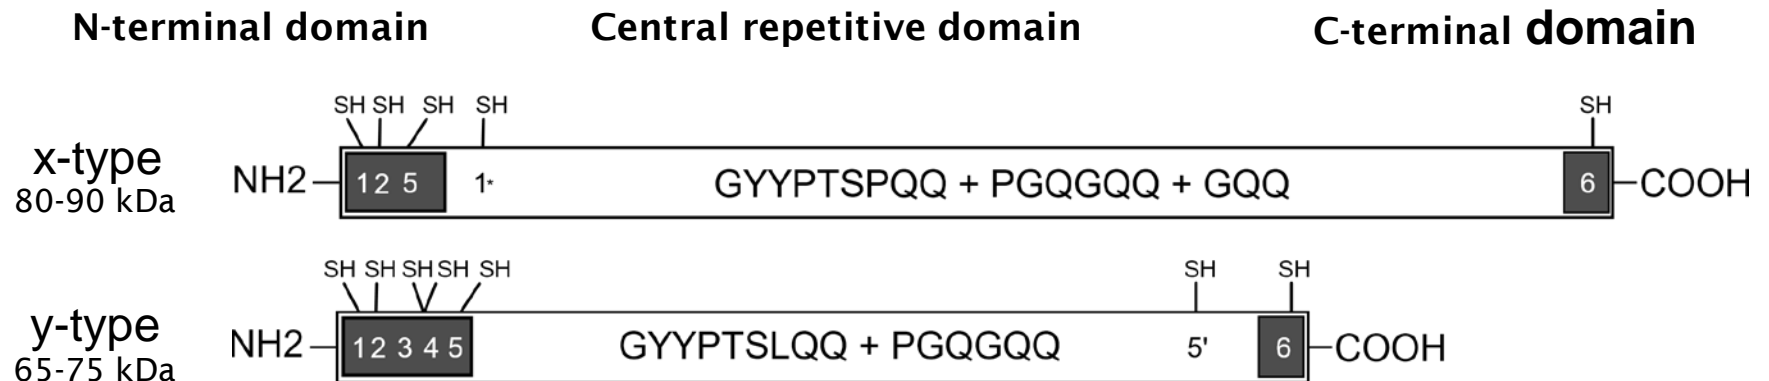 N-terminal domain Central repetitive domain C-terminal domain
SH SH SH SH SH
x-type NH2 1 2 5 1* GYYPTSPQQ + PGQGQQ + GQQ 6 COOH
80-90 kDa
SH SH SH SH SH SH SH
y-type NH2 1 2 3 4 5 GYYPTSLQQ + PGQGQQ 5' 6 COOH
65-75 kDa